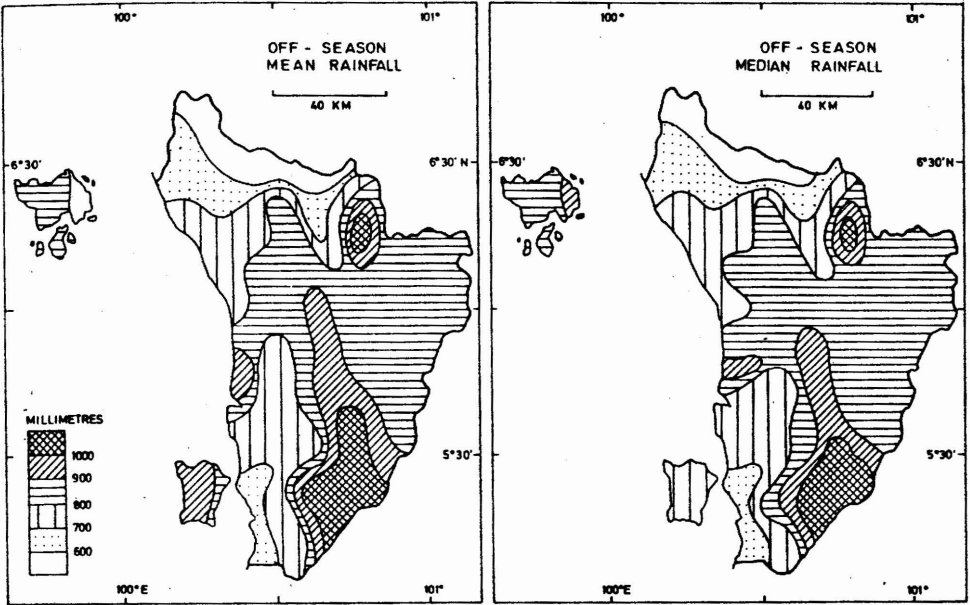 100°
101°
OFF - SEASON
MEAN RAINFALL
40 KM
6°30'
6°30' N
MILLIMETRES
1000
900
800
700
600
5°30'
100°E
101°
100°
101°
OFF - SEASON
MEDIAN RAINFALL
40 KM
6°30'
6°30'N
5°30'
100°E
101°